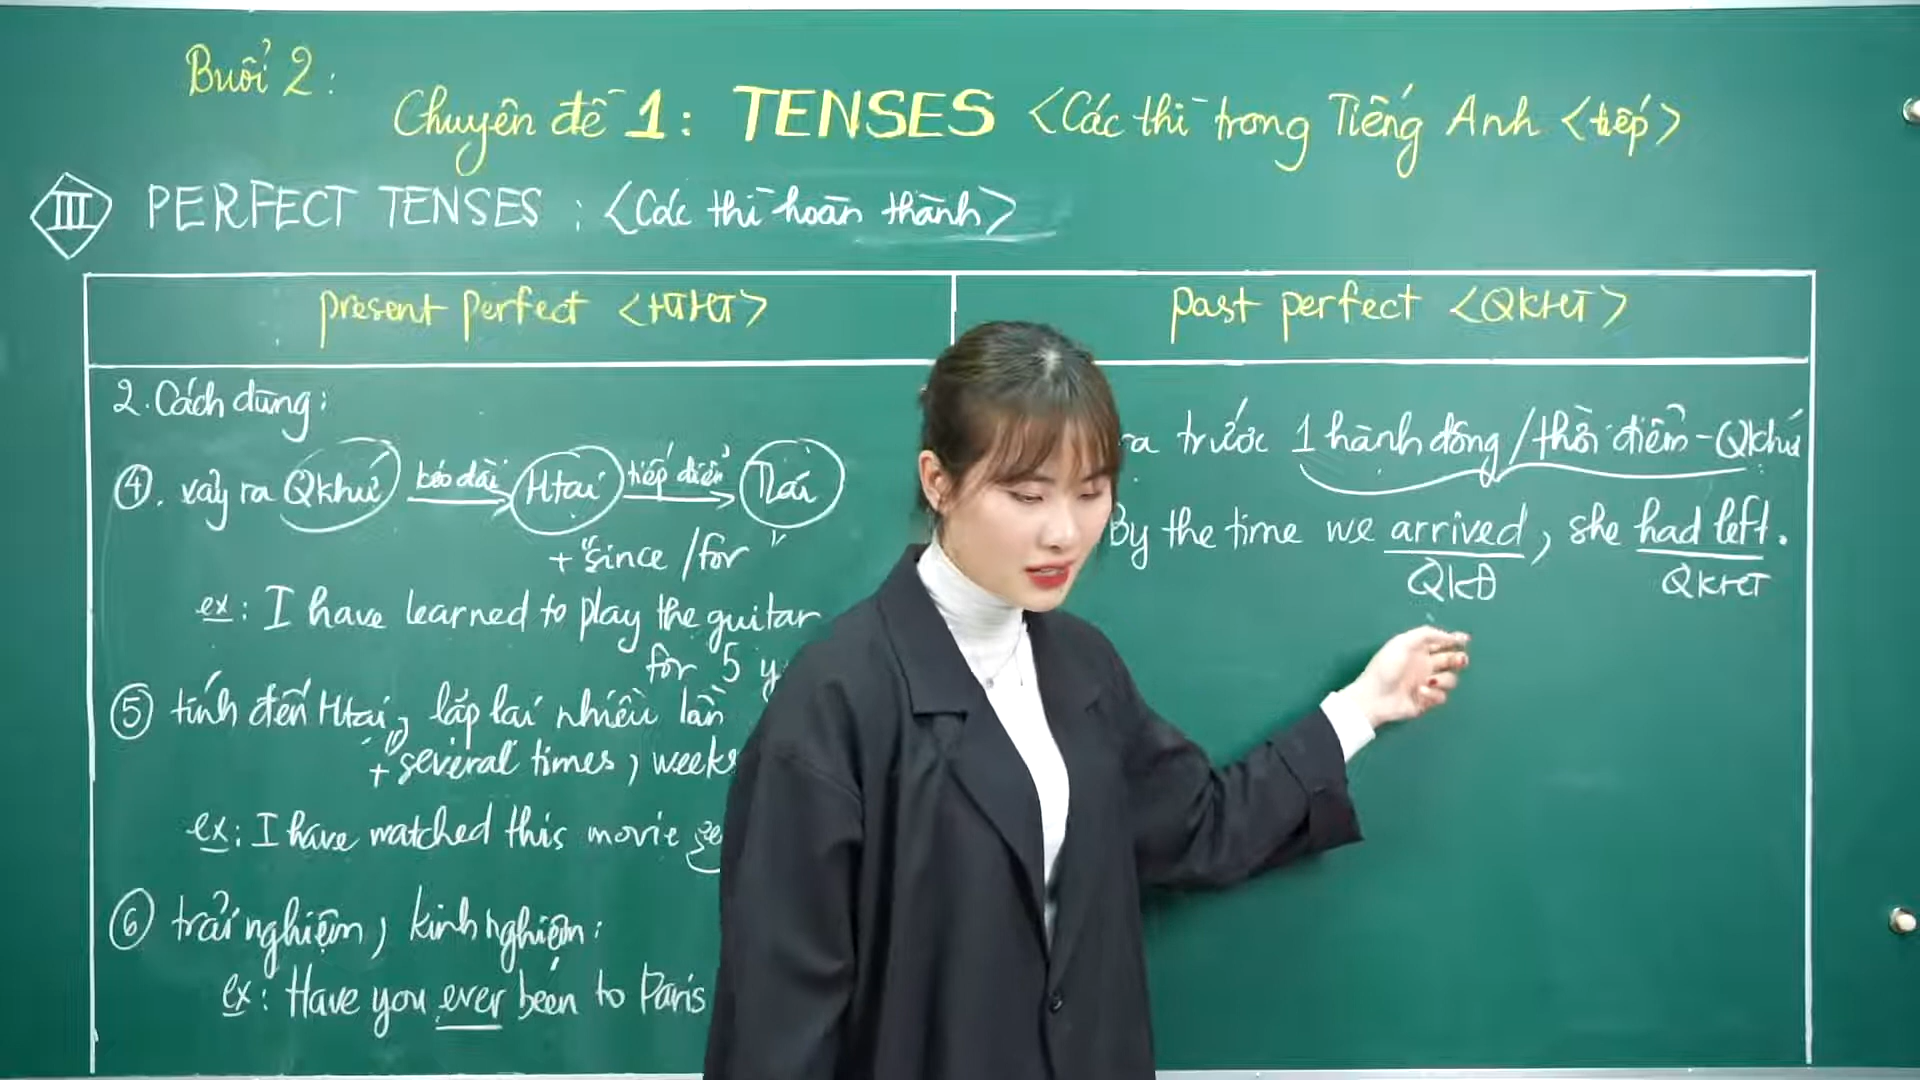 Buổi 2:
Chuyên đề 1: TENSES <Các thì trong Tiếng Anh <tiếp>
III PERFECT TENSES: <Các thì hoàn thành>
present perfect <HTHT>
past perfect <QKHT>
2. Cách dùng:
④. xảy ra Qkhứ kéo dài Htại tiếp diễn Tlai
+ "since/for"
ex: I have learned to play the guitar
for 5
⑤ tính đến Htại, lặp lại nhiều lần
+ "several times, weeks
ex: I have watched this movie
⑥ trải nghiệm, kinh nghiệm:
ex: Have you ever been to Paris
trước 1 hành động/thời điểm - Qkhứ
By the time we arrived, she had left.
QKĐ QKHT